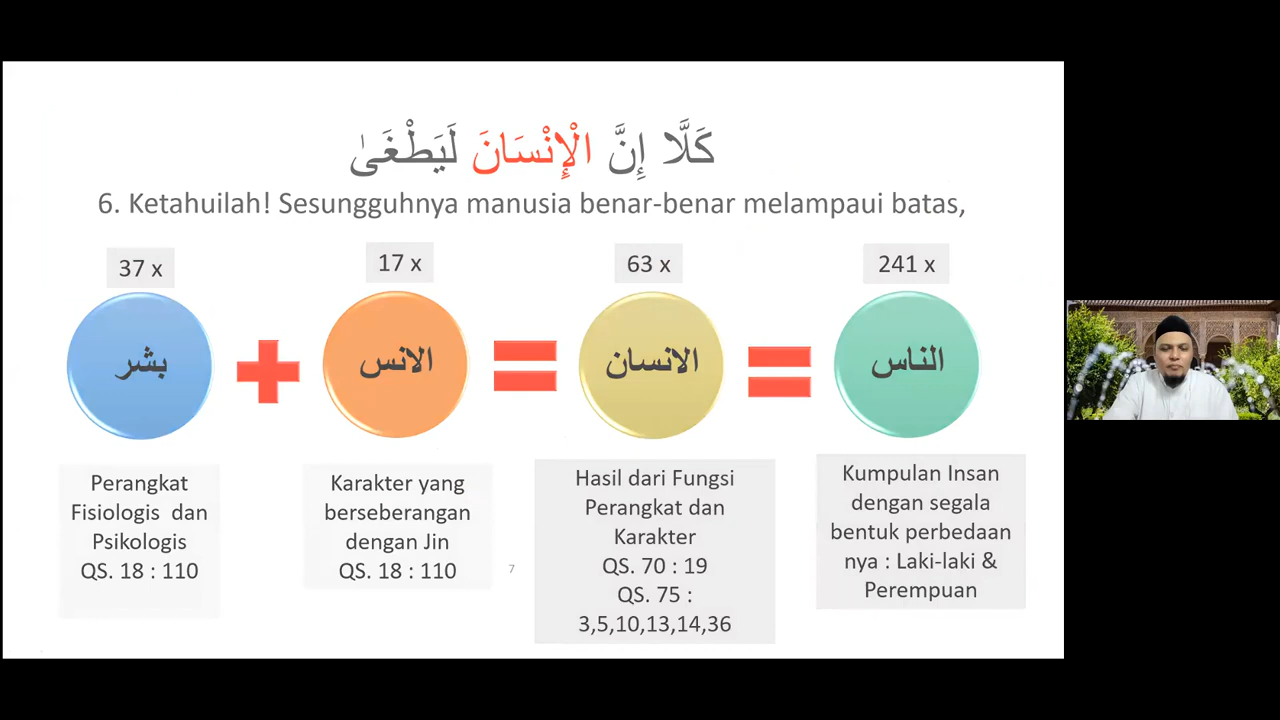 كَلَّا إِنَّ الْإِنْسَانَ لَيَطْغَىٰ
6. Ketahuilah! Sesungguhnya manusia benar-benar melampaui batas,
37 x
17 x
63 x
241 x
بشر
الانس
الانسان
الناس
Perangkat
Fisiologis dan
Psikologis
QS. 18 : 110
Karakter yang
berseberangan
dengan Jin
QS. 18 : 110
7
Hasil dari Fungsi
Perangkat dan
Karakter
QS. 70 : 19
QS. 75 :
3,5,10,13,14,36
Kumpulan Insan
dengan segala
bentuk perbedaan
nya : Laki-laki &
Perempuan